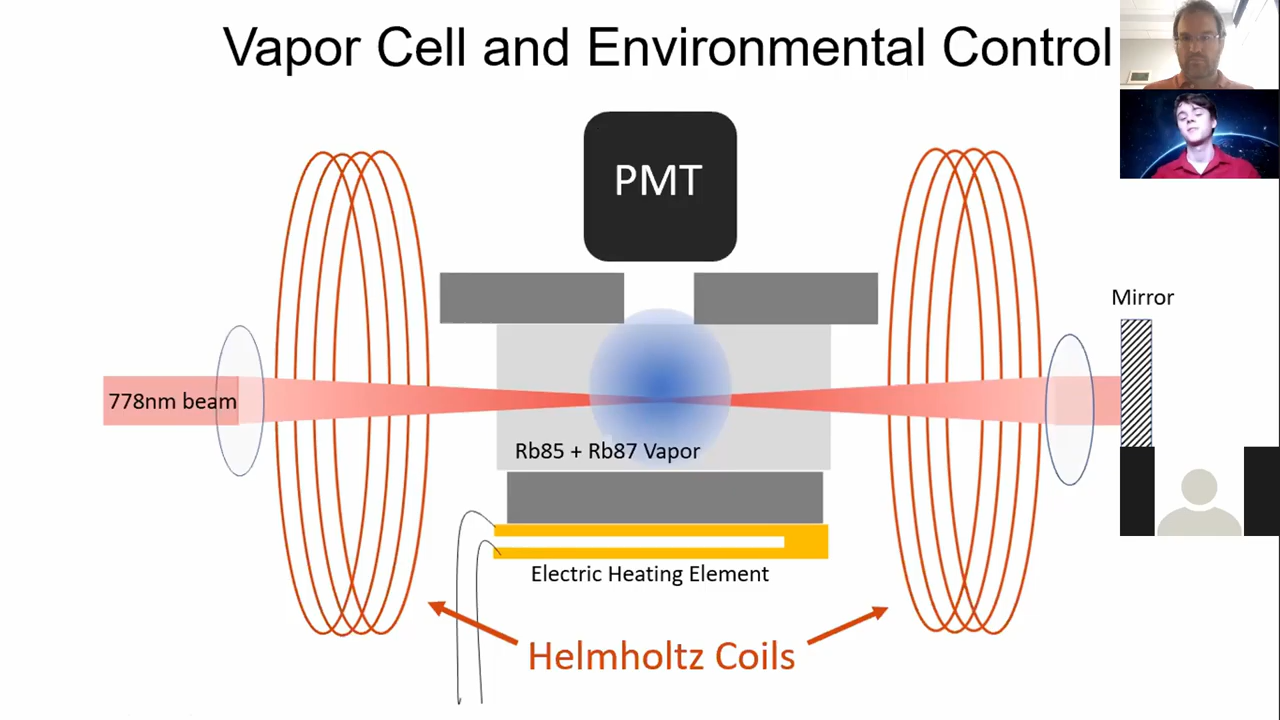 Vapor Cell and Environmental Control
PMT
Mirror
778nm beam
Rb85 + Rb87 Vapor
Electric Heating Element
Helmholtz Coils